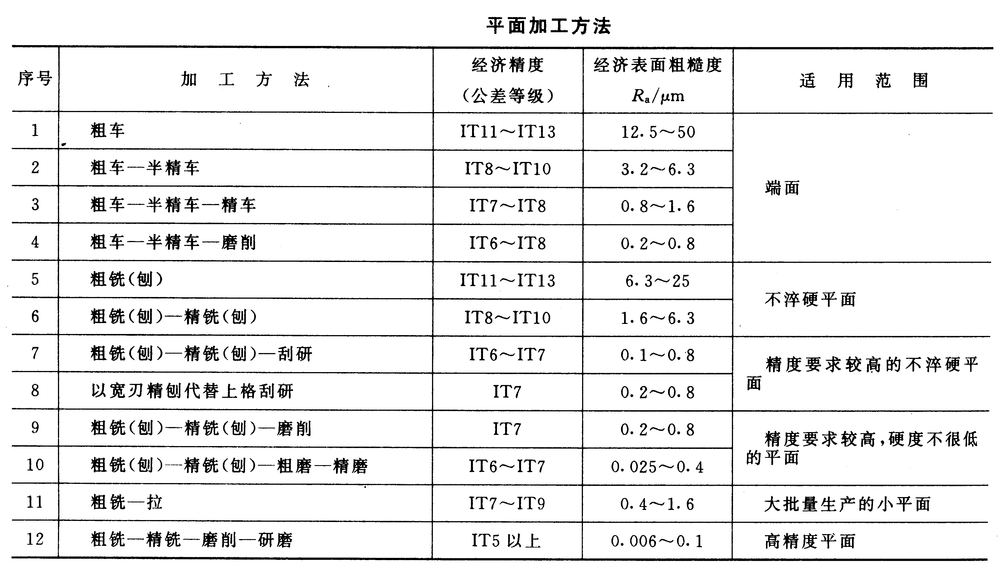 平面加工方法
序号 加工方法 经济精度 经济表面粗糙度 适用范围
(公差等级) Ra/μm
1 粗车 IT11～IT13 12.5～50
2 粗车—半精车 IT8～IT10 3.2～6.3
端面
3 粗车—半精车—精车 IT7～IT8 0.8～1.6
4 粗车—半精车—磨削 IT6～IT8 0.2～0.8
5 粗铣(刨) IT11～IT13 6.3～25
不淬硬平面
6 粗铣(刨)—精铣(刨) IT8～IT10 1.6～6.3
7 粗铣(刨)—精铣(刨)—刮研 IT6～IT7 0.1～0.8
精度要求较高的不淬硬平
面
8 以宽刃精刨代替上格刮研 IT7 0.2～0.8
9 粗铣(刨)—精铣(刨)—磨削 IT7 0.2～0.8
精度要求较高,硬度不很低
的平面
10 粗铣(刨)—精铣(刨)—粗磨—精磨 IT6～IT7 0.025～0.4
11 粗铣—拉 IT7～IT9 0.4～1.6 大批量生产的小平面
12 粗铣—精铣—磨削—研磨 IT5以上 0.006～0.1 高精度平面